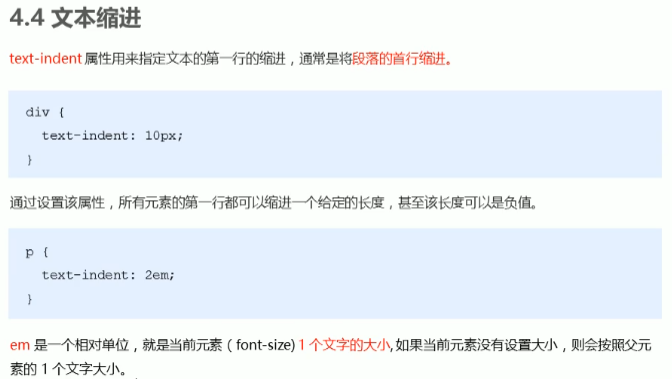 4.4 文本缩进
text-indent 属性用来指定文本的第一行的缩进，通常是将段落的首行缩进。
div {
  text-indent: 10px;
}
通过设置该属性，所有元素的第一行都可以缩进一个给定的长度，甚至该长度可以是负值。
p {
  text-indent: 2em;
}
em 是一个相对单位，就是当前元素（font-size) 1 个文字的大小, 如果当前元素没有设置大小，则会按照父元
素的 1 个文字大小。